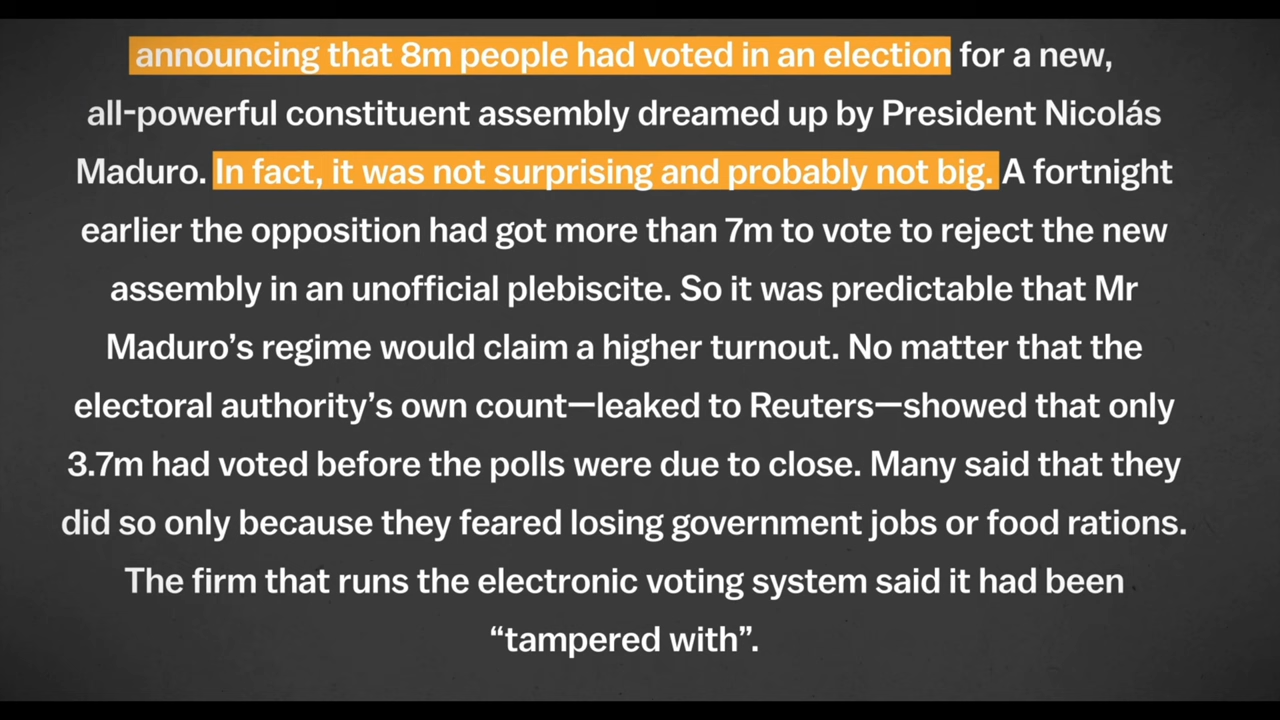 announcing that 8m people had voted in an election for a new,
all-powerful constituent assembly dreamed up by President Nicolás
Maduro. In fact, it was not surprising and probably not big. A fortnight
earlier the opposition had got more than 7m to vote to reject the new
assembly in an unofficial plebiscite. So it was predictable that Mr
Maduro’s regime would claim a higher turnout. No matter that the
electoral authority’s own count—leaked to Reuters—showed that only
3.7m had voted before the polls were due to close. Many said that they
did so only because they feared losing government jobs or food rations.
The firm that runs the electronic voting system said it had been
“tampered with”.